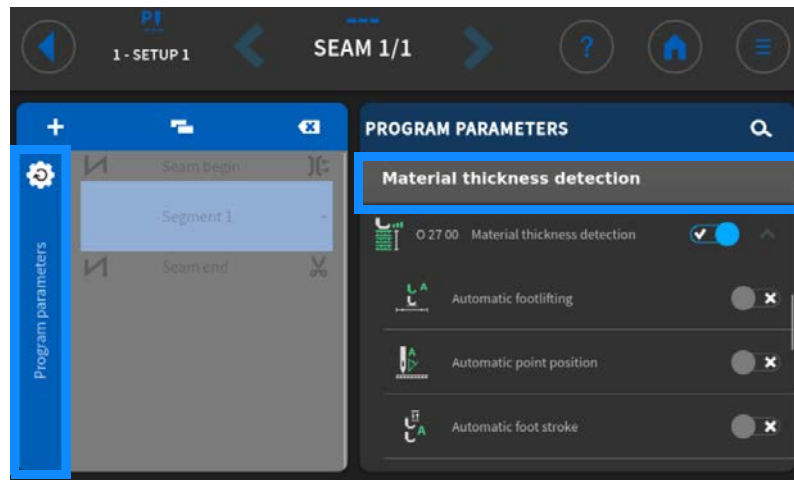 P
1 - SETUP 1
SEAM 1/1
?
PROGRAM PARAMETERS
Program parameters
Seam begin
Segment 1 -
Seam end
Material thickness detection
O 27 00 Material thickness detection
Automatic footlifting
Automatic point position
Automatic foot stroke